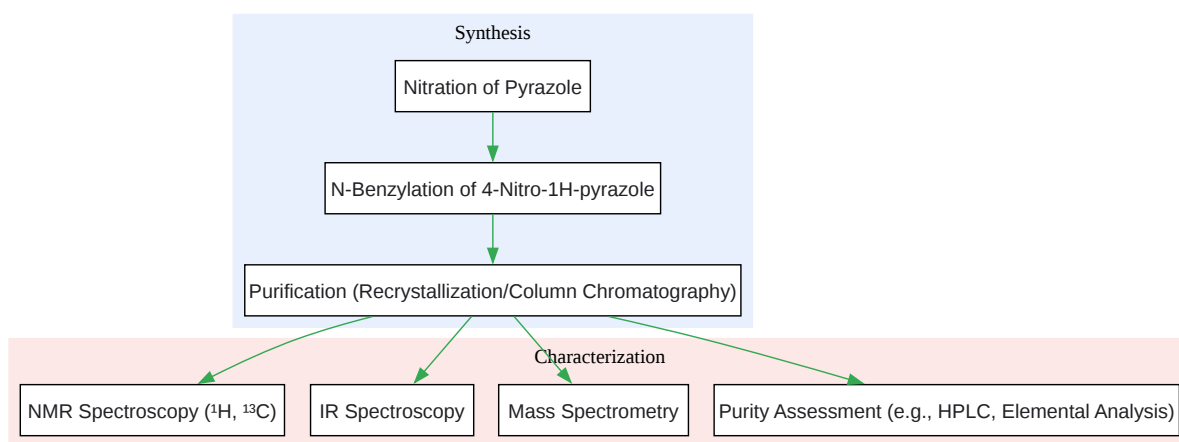 Synthesis
Nitration of Pyrazole
N-Benzylation of 4-Nitro-1H-pyrazole
Purification (Recrystallization/Column Chromatography)
Characterization
NMR Spectroscopy (¹H, ¹³C)
IR Spectroscopy
Mass Spectrometry
Purity Assessment (e.g., HPLC, Elemental Analysis)